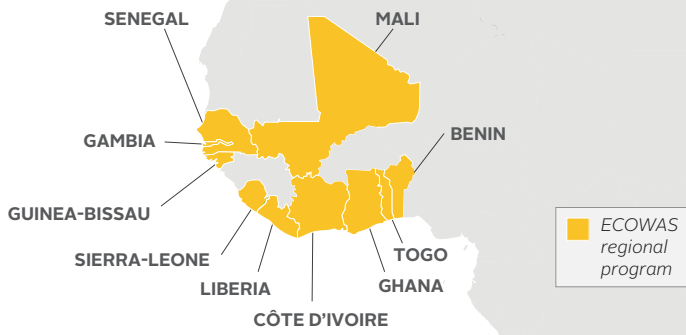 SENEGAL
MALI
GAMBIA
BENIN
GUINEA-BISSAU
SIERRA-LEONE
TOGO
LIBERIA
GHANA
CÔTE D'IVOIRE
ECOWAS
regional
program